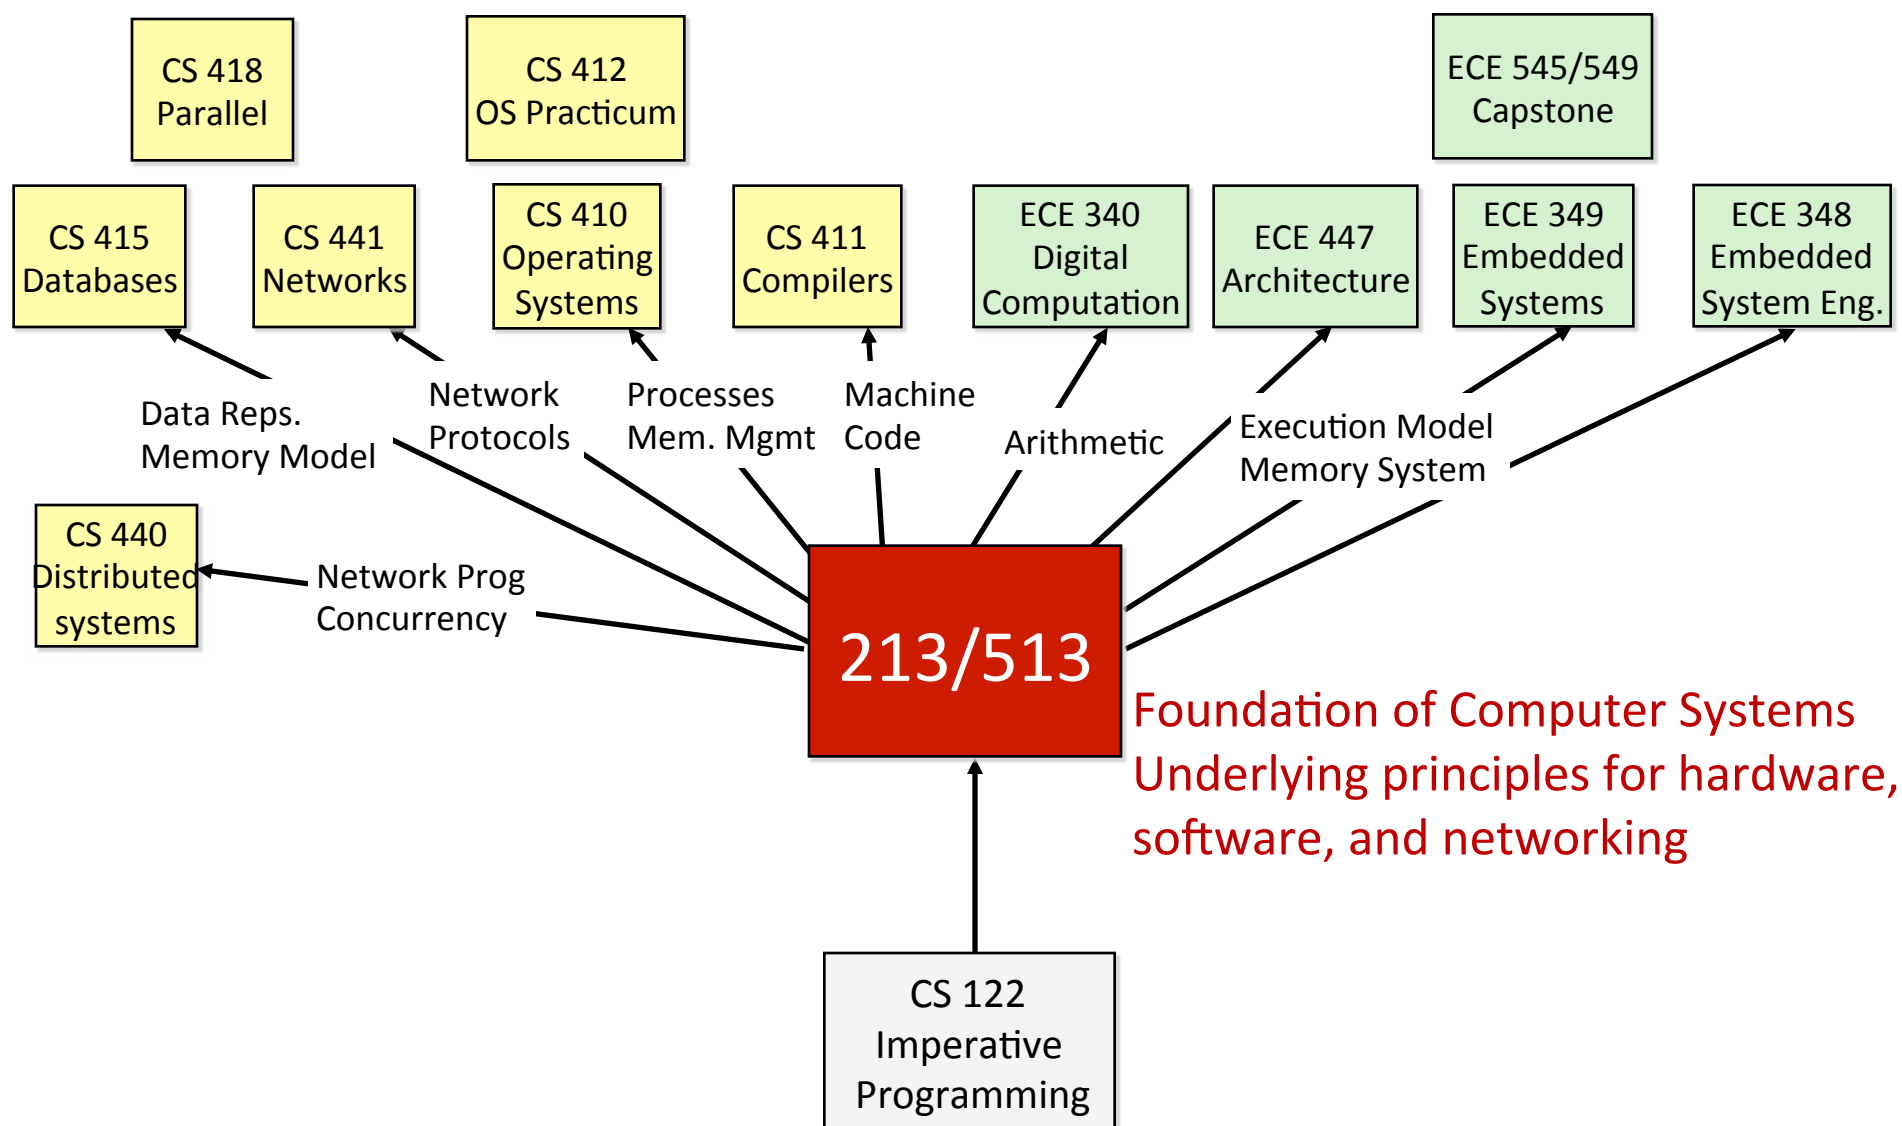 CS 418
Parallel
CS 412
OS Practicum
ECE 545/549
Capstone
CS 415
Databases
CS 441
Networks
CS 410
Operating
Systems
CS 411
Compilers
ECE 340
Digital
Computation
ECE 447
Architecture
ECE 349
Embedded
Systems
ECE 348
Embedded
System Eng.
Data Reps.
Memory Model
Network
Protocols
Processes
Mem. Mgmt
Machine
Code
Arithmetic
Execution Model
Memory System
CS 440
Distributed
systems
Network Prog
Concurrency
213/513
Foundation of Computer Systems
Underlying principles for hardware,
software, and networking
CS 122
Imperative
Programming